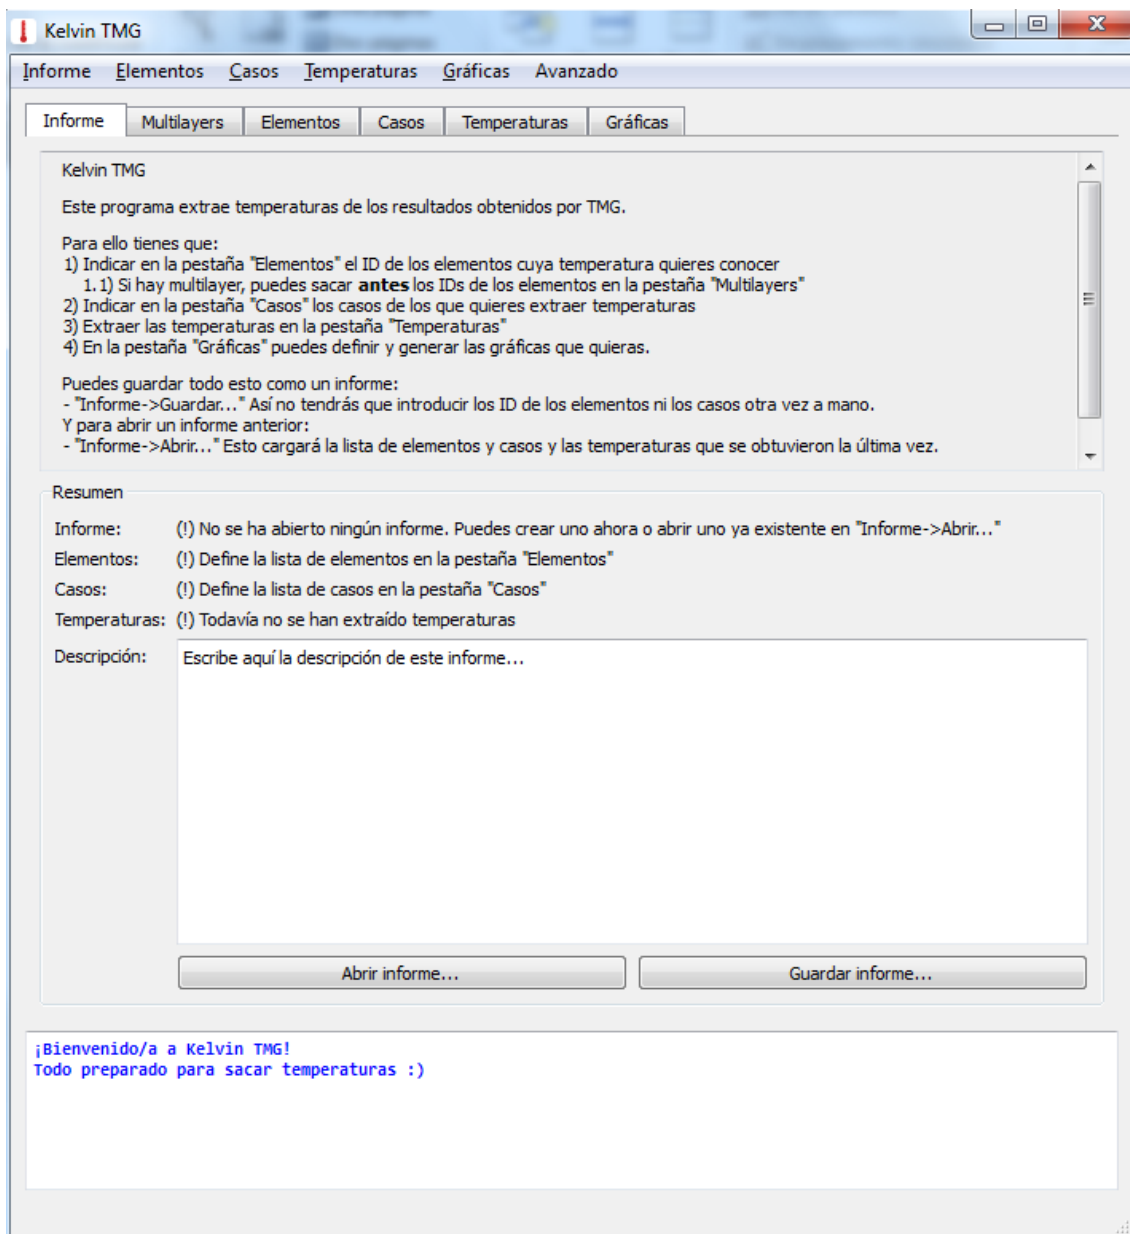 Kelvin TMG
Informe Elementos Casos Temperaturas Gráficas Avanzado
Informe Multilayers Elementos Casos Temperaturas Gráficas
Kelvin TMG
Este programa extrae temperaturas de los resultados obtenidos por TMG.
Para ello tienes que:
1) Indicar en la pestaña "Elementos" el ID de los elementos cuya temperatura quieres conocer
1.1) Si hay multilayer, puedes sacar antes los IDs de los elementos en la pestaña "Multilayers"
2) Indicar en la pestaña "Casos" los casos de los que quieres extraer temperaturas
3) Extraer las temperaturas en la pestaña "Temperaturas"
4) En la pestaña "Gráficas" puedes definir y generar las gráficas que quieras.
Puedes guardar todo esto como un informe:
- "Informe->Guardar..." Así no tendrás que introducir los ID de los elementos ni los casos otra vez a mano.
Y para abrir un informe anterior:
- "Informe->Abrir..." Esto cargará la lista de elementos y casos y las temperaturas que se obtuvieron la última vez.
Resumen
Informe: (!) No se ha abierto ningún informe. Puedes crear uno ahora o abrir uno ya existente en "Informe->Abrir..."
Elementos: (!) Define la lista de elementos en la pestaña "Elementos"
Casos: (!) Define la lista de casos en la pestaña "Casos"
Temperaturas: (!) Todavía no se han extraído temperaturas
Descripción: Escribe aquí la descripción de este informe...
Abrir informe... Guardar informe...
¡Bienvenido/a a Kelvin TMG!
Todo preparado para sacar temperaturas :)